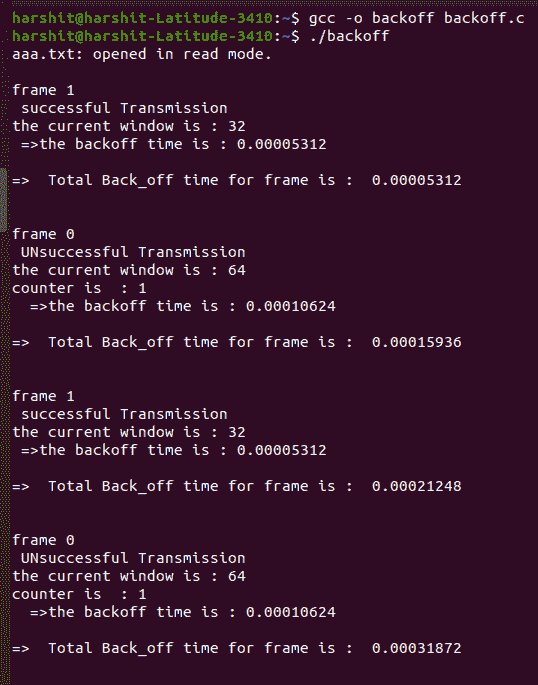 harshit@harshit-Latitude-3410:~$ gcc -o backoff backoff.c
harshit@harshit-Latitude-3410:~$ ./backoff
aaa.txt: opened in read mode.
frame 1
successful Transmission
the current window is : 32
=>the backoff time is : 0.00005312
=>  Total Back_off time for frame is :  0.00005312
frame 0
UNsuccessful Transmission
the current window is : 64
counter is  : 1
=>the backoff time is : 0.00010624
=>  Total Back_off time for frame is :  0.00015936
frame 1
successful Transmission
the current window is : 32
=>the backoff time is : 0.00005312
=>  Total Back_off time for frame is :  0.00021248
frame 0
UNsuccessful Transmission
the current window is : 64
counter is  : 1
=>the backoff time is : 0.00010624
=>  Total Back_off time for frame is :  0.00031872